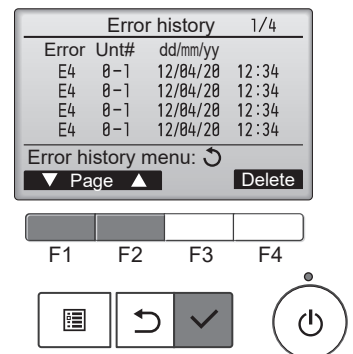 Error history 1/4
Error Unt# dd/mm/yy
E4 0-1 12/04/20 12:34
E4 0-1 12/04/20 12:34
E4 0-1 12/04/20 12:34
E4 0-1 12/04/20 12:34
Error history menu:
▼ Page ▲ Delete
F1 F2 F3 F4